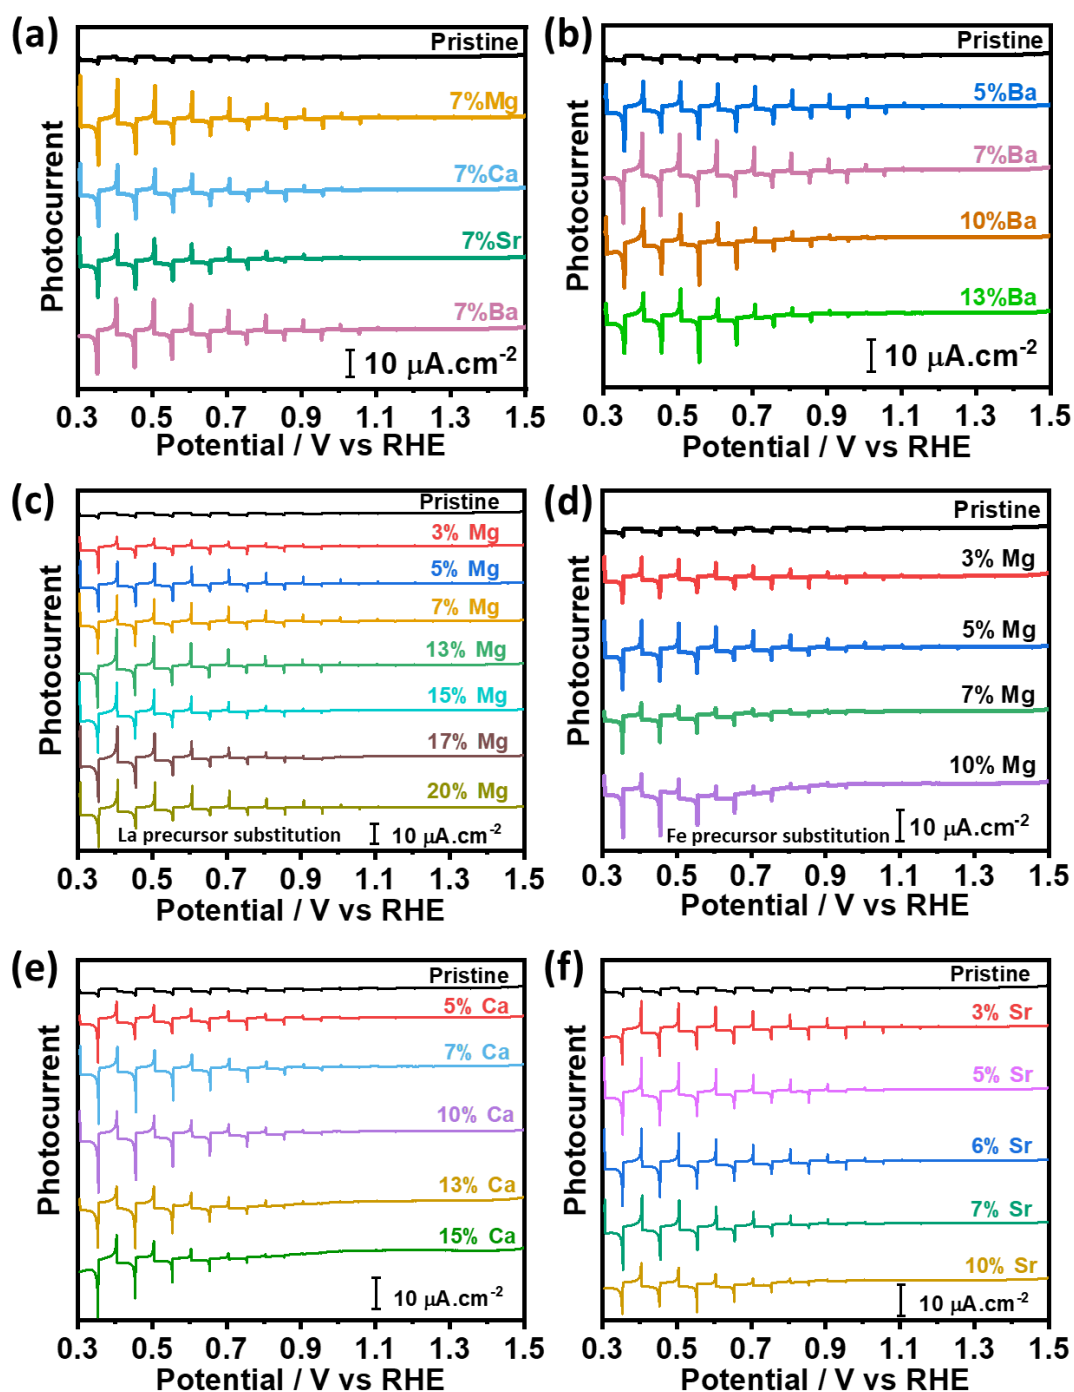 (a)
Pristine
7%Mg
7%Ca
7%Sr
7%Ba
10 μA.cm-2
Photocurrent
0.3 0.5 0.7 0.9 1.1 1.3 1.5
Potential / V vs RHE
(b)
Pristine
5%Ba
7%Ba
10%Ba
13%Ba
10 μA.cm-2
Photocurrent
0.3 0.5 0.7 0.9 1.1 1.3 1.5
Potential / V vs RHE
(c)
Pristine
3% Mg
5% Mg
7% Mg
13% Mg
15% Mg
17% Mg
20% Mg
La precursor substitution
10 μA.cm-2
Photocurrent
0.3 0.5 0.7 0.9 1.1 1.3 1.5
Potential / V vs RHE
(d)
Pristine
3% Mg
5% Mg
7% Mg
10% Mg
Fe precursor substitution
10 μA.cm-2
Photocurrent
0.3 0.5 0.7 0.9 1.1 1.3 1.5
Potential / V vs RHE
(e)
Pristine
5% Ca
7% Ca
10% Ca
13% Ca
15% Ca
10 μA.cm-2
Photocurrent
0.3 0.5 0.7 0.9 1.1 1.3 1.5
Potential / V vs RHE
(f)
Pristine
3% Sr
5% Sr
6% Sr
7% Sr
10% Sr
10 μA.cm-2
Photocurrent
0.3 0.5 0.7 0.9 1.1 1.3 1.5
Potential / V vs RHE